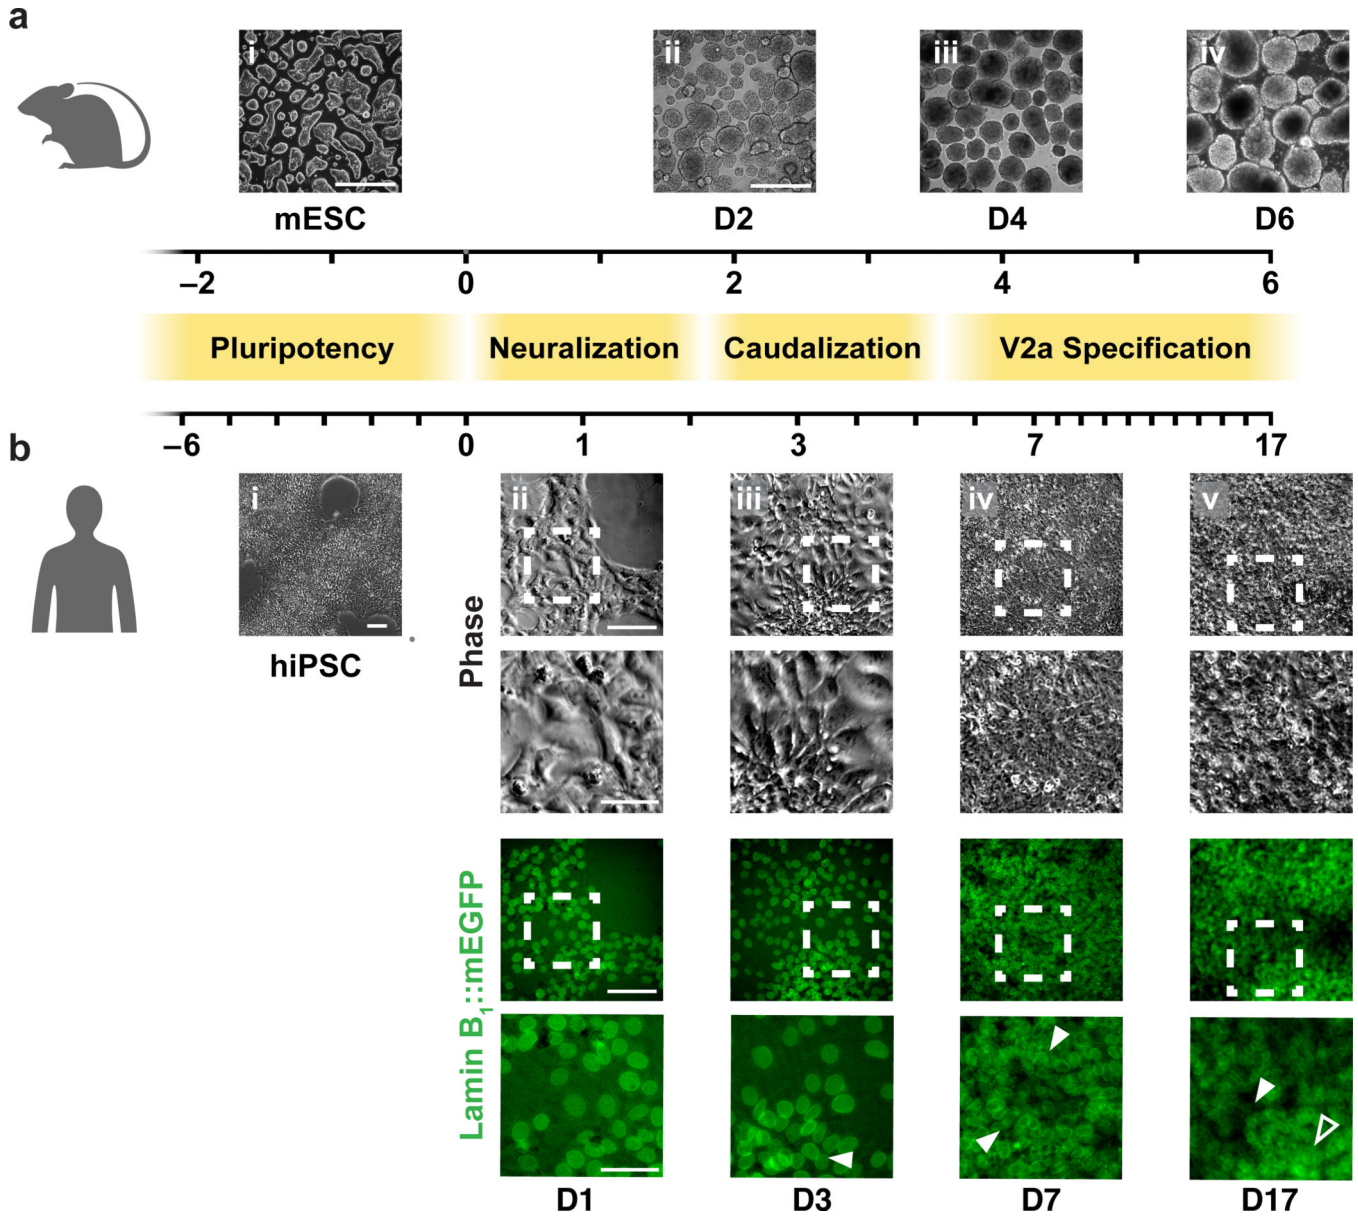 a
i
ii
iii
iv
mESC
D2
D4
D6
–2
0
2
4
6
Pluripotency
Neuralization
Caudalization
V2a Specification
–6
0
1
3
7
17
b
i
ii
iii
iv
v
hiPSC
Phase
Lamin B₁::mEGFP
D1
D3
D7
D17